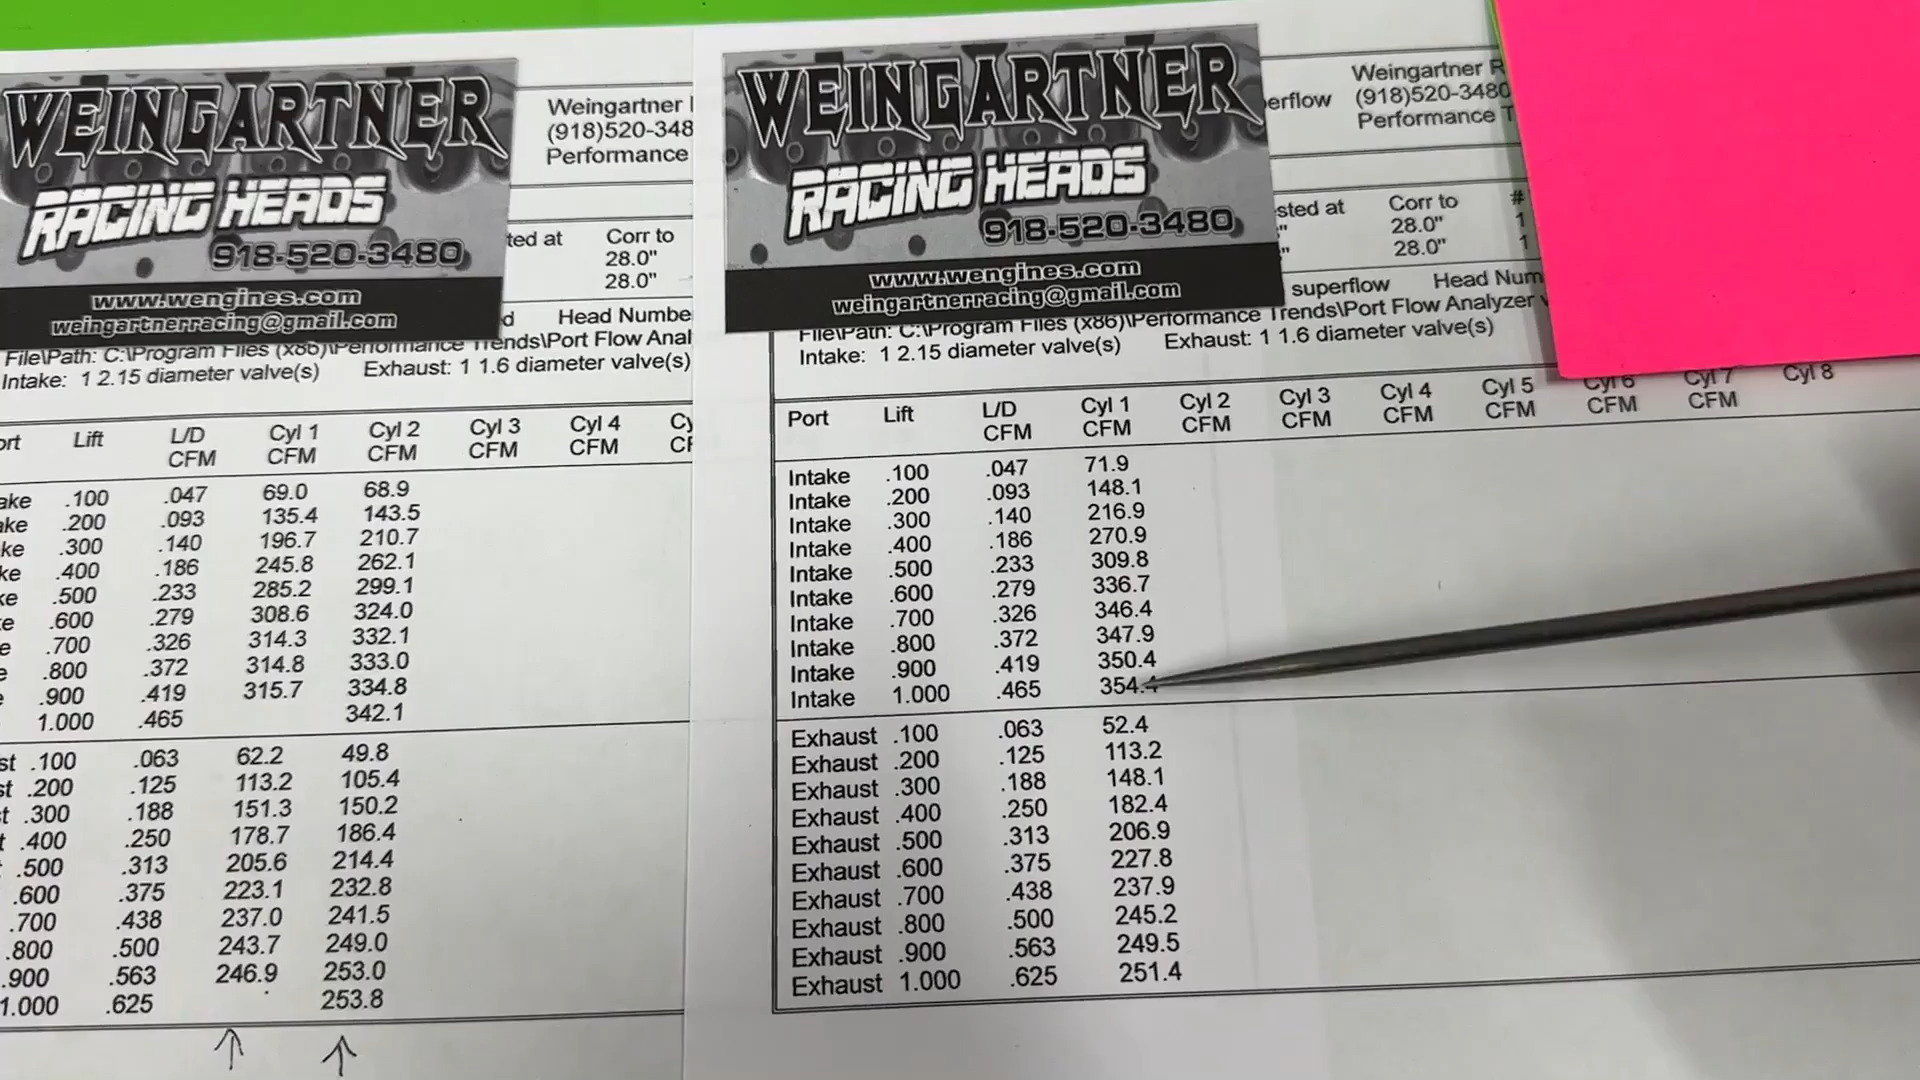 WEINGARTNER
RACING HEADS
918-520-3480
www.wengines.com
weingartnerracing@gmail.com
Weingartner
(918)520-348
Performance
ted at Corr to
28.0"
28.0"
d Head Numbe
File\Path: C:\Program Files (x86)\Performance Trends\Port Flow Anal
Intake: 1 2.15 diameter valve(s) Exhaust: 1 1.6 diameter valve(s)
ort Lift L/D CFM Cyl 1 CFM Cyl 2 CFM Cyl 3 CFM Cyl 4 CFM Cy CF
ake .100 .047 69.0 68.9
ake .200 .093 135.4 143.5
ke .300 .140 196.7 210.7
ke .400 .186 245.8 262.1
ke .500 .233 285.2 299.1
e .600 .279 308.6 324.0
e .700 .326 314.3 332.1
e .800 .372 314.8 333.0
.900 .419 315.7 334.8
1.000 .465 342.1
st .100 .063 62.2 49.8
st .200 .125 113.2 105.4
t .300 .188 151.3 150.2
t .400 .250 178.7 186.4
.500 .313 205.6 214.4
.600 .375 223.1 232.8
.700 .438 237.0 241.5
.800 .500 243.7 249.0
.900 .563 246.9 253.0
1.000 .625 253.8
WEINGARTNER
RACING HEADS
918-520-3480
www.wengines.com
weingartnerracing@gmail.com
erflow
Weingartner R
(918)520-3480
Performance T
sted at Corr to #
28.0" 1
28.0" 1
superflow Head Num
File\Path: C:\Program Files (x86)\Performance Trends\Port Flow Analyzer
Intake: 1 2.15 diameter valve(s) Exhaust: 1 1.6 diameter valve(s)
Port Lift L/D CFM Cyl 1 CFM Cyl 2 CFM Cyl 3 CFM Cyl 4 CFM Cyl 5 CFM Cyl 6 CFM Cyl 7 CFM Cyl 8
Intake .100 .047 71.9
Intake .200 .093 148.1
Intake .300 .140 216.9
Intake .400 .186 270.9
Intake .500 .233 309.8
Intake .600 .279 336.7
Intake .700 .326 346.4
Intake .800 .372 347.9
Intake .900 .419 350.4
Intake 1.000 .465 354.4
Exhaust .100 .063 52.4
Exhaust .200 .125 113.2
Exhaust .300 .188 148.1
Exhaust .400 .250 182.4
Exhaust .500 .313 206.9
Exhaust .600 .375 227.8
Exhaust .700 .438 237.9
Exhaust .800 .500 245.2
Exhaust .900 .563 249.5
Exhaust 1.000 .625 251.4